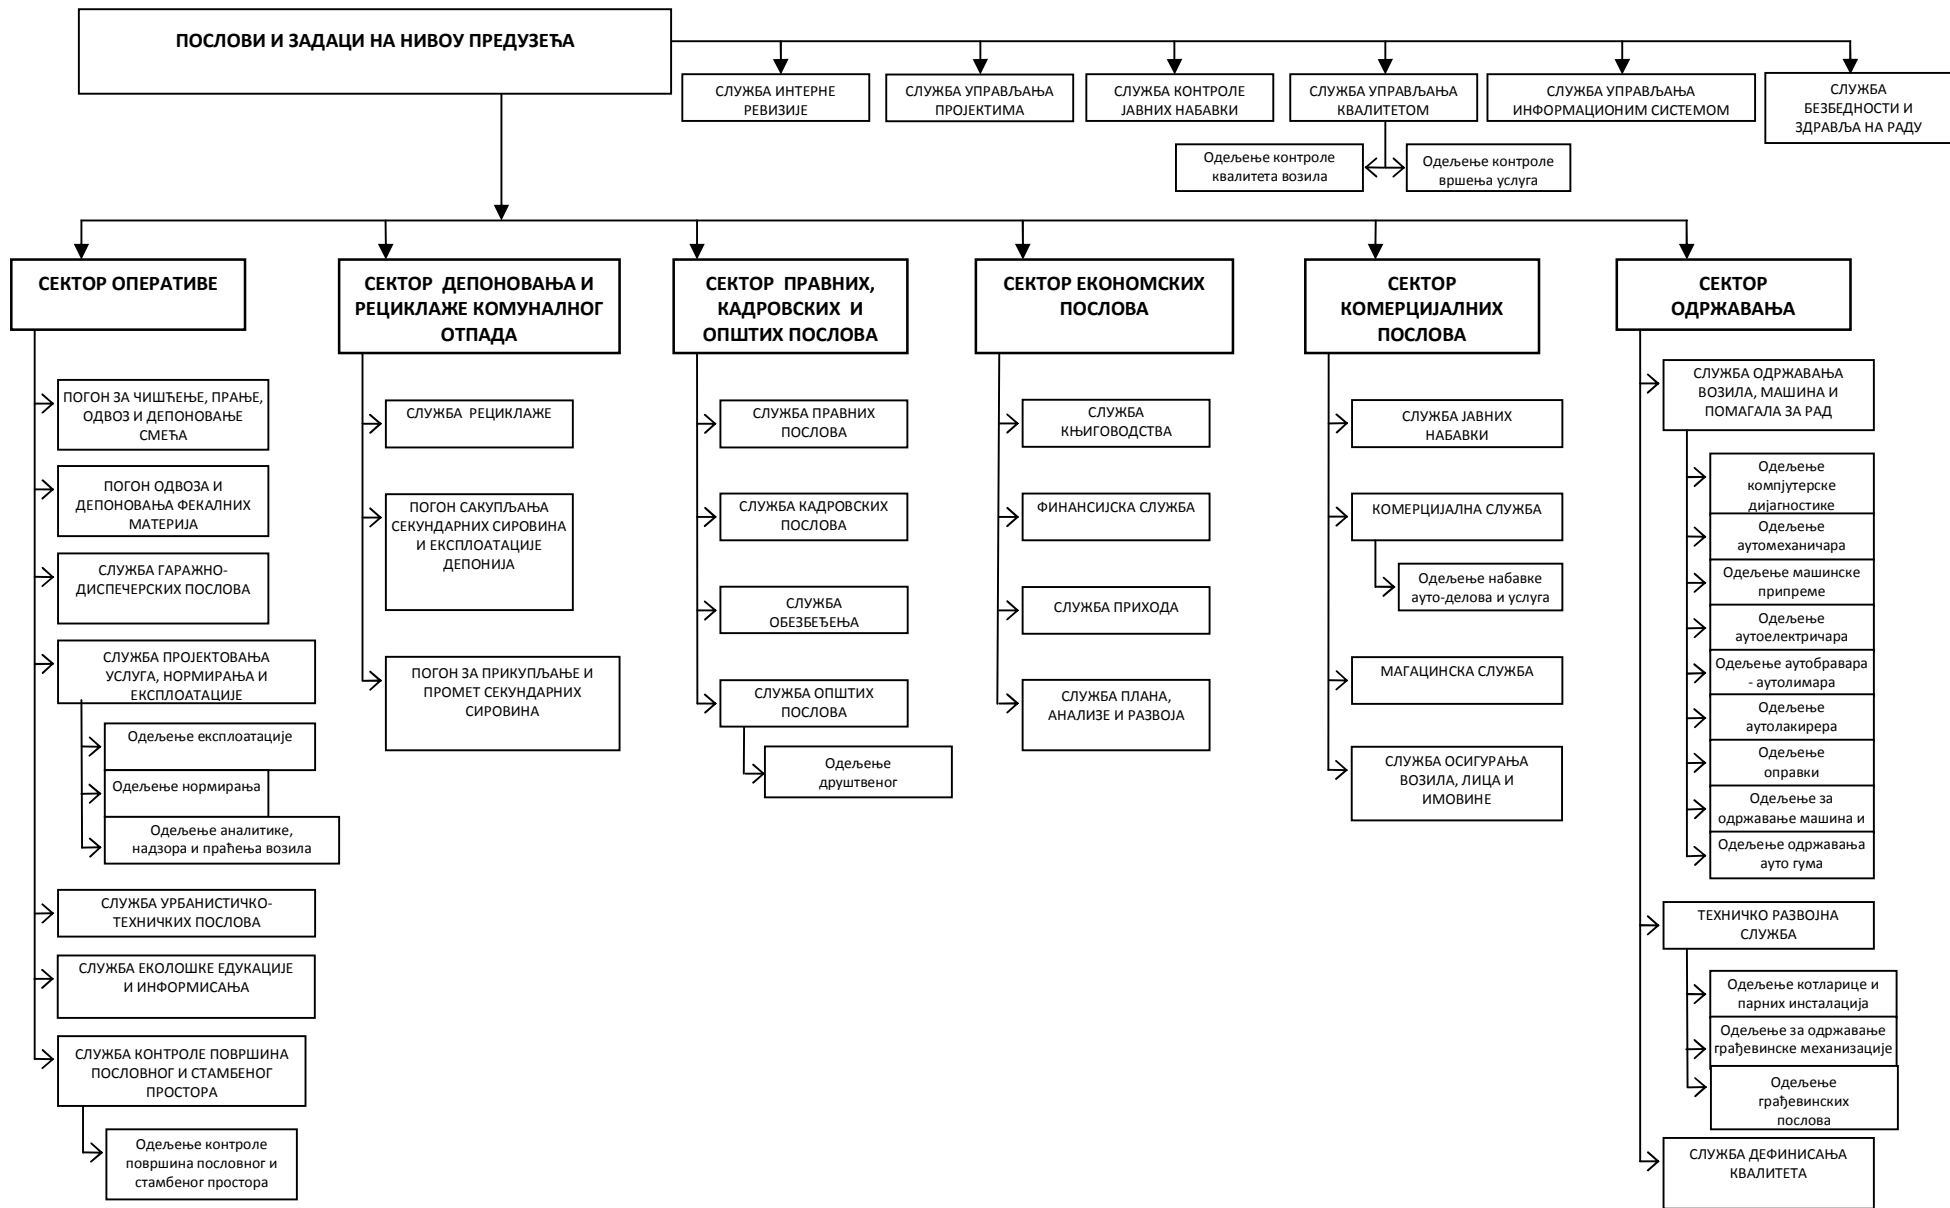 ПОСЛОВИ И ЗАДАЦИ НА НИВОУ ПРЕДУЗЕЋА
СЛУЖБА ИНТЕРНЕ
РЕВИЗИЈЕ
СЛУЖБА УПРАВЉАЊА
ПРОЈЕКТИМА
СЛУЖБА КОНТРОЛЕ
ЈАВНИХ НАБАВКИ
СЛУЖБА УПРАВЉАЊА
КВАЛИТЕТОМ
СЛУЖБА УПРАВЉАЊА
ИНФОРМАЦИОНИМ СИСТЕМОМ
СЛУЖБА
БЕЗБЕДНОСТИ И
ЗДРАВЉА НА РАДУ
Одељење контроле
квалитета возила
Одељење контроле
вршења услуга
СЕКТОР ОПЕРАТИВЕ
ПОГОН ЗА ЧИШЋЕЊЕ, ПРАЊЕ,
ОДВОЗ И ДЕПОНОВАЊЕ
СМЕЋА
ПОГОН ОДВОЗА И
ДЕПОНОВАЊА ФЕКАЛНИХ
МАТЕРИЈА
СЛУЖБА ГАРАЖНО-
ДИСПЕЧЕРСКИХ ПОСЛОВА
СЛУЖБА ПРОЈЕКТОВАЊА
УСЛУГА, НОРМИРАЊА И
ЕКСПЛОАТАЦИЈЕ
Одељење експлоатације
Одељење нормирања
Одељење аналитике,
надзора и праћења возила
СЛУЖБА УРБАНИСТИЧКО-
ТЕХНИЧКИХ ПОСЛОВА
СЛУЖБА ЕКОЛОШКЕ ЕДУКАЦИЈЕ
И ИНФОРМИСАЊА
СЛУЖБА КОНТРОЛЕ ПОВРШИНА
ПОСЛОВНОГ И СТАМБЕНОГ
ПРОСТОРА
Одељење контроле
површина пословног и
стамбеног простора
СЕКТОР ДЕПОНОВАЊА И
РЕЦИКЛАЖЕ КОМУНАЛНОГ
ОТПАДА
СЛУЖБА РЕЦИКЛАЖЕ
ПОГОН САКУПЉАЊА
СЕКУНДАРНИХ СИРОВИНА
И ЕКСПЛОАТАЦИЈЕ
ДЕПОНИЈА
ПОГОН ЗА ПРИКУПЉАЊЕ И
ПРОМЕТ СЕКУНДАРНИХ
СИРОВИНА
СЕКТОР ПРАВНИХ,
КАДРОВСКИХ И
ОПШТИХ ПОСЛОВА
СЛУЖБА ПРАВНИХ
ПОСЛОВА
СЛУЖБА КАДРОВСКИХ
ПОСЛОВА
СЛУЖБА
ОБЕЗБЕЂЕЊА
СЛУЖБА ОПШТИХ
ПОСЛОВА
Одељење
друштвеног
СЕКТОР ЕКОНОМСКИХ
ПОСЛОВА
СЛУЖБА
КЊИГОВОДСТВА
ФИНАНСИЈСКА СЛУЖБА
СЛУЖБА ПРИХОДА
СЛУЖБА ПЛАНА,
АНАЛИЗЕ И РАЗВОЈА
СЕКТОР
КОМЕРЦИЈАЛНИХ
ПОСЛОВА
СЛУЖБА ЈАВНИХ
НАБАВКИ
КОМЕРЦИЈАЛНА СЛУЖБА
Одељење набавке
ауто-делова и услуга
МАГАЦИНСКА СЛУЖБА
СЛУЖБА ОСИГУРАЊА
ВОЗИЛА, ЛИЦА И
ИМОВИНЕ
СЕКТОР
ОДРЖАВАЊА
СЛУЖБА ОДРЖАВАЊА
ВОЗИЛА, МАШИНА И
ПОМАГАЛА ЗА РАД
Одељење
компјутерске
дијагностике
Одељење
аутомеханичара
Одељење машинске
припреме
Одељење
аутоелектричара
Одељење аутобравара
- аутолимара
Одељење
аутолакирера
Одељење
оправки
Одељење за
одржавање машина и
Одељење одржавања
ауто гума
ТЕХНИЧКО РАЗВОЈНА
СЛУЖБА
Одељење котларице и
парних инсталација
Одељење за одржавање
грађевинске механизације
Одељење
грађевинских
послова
СЛУЖБА ДЕФИНИСАЊА
КВАЛИТЕТА